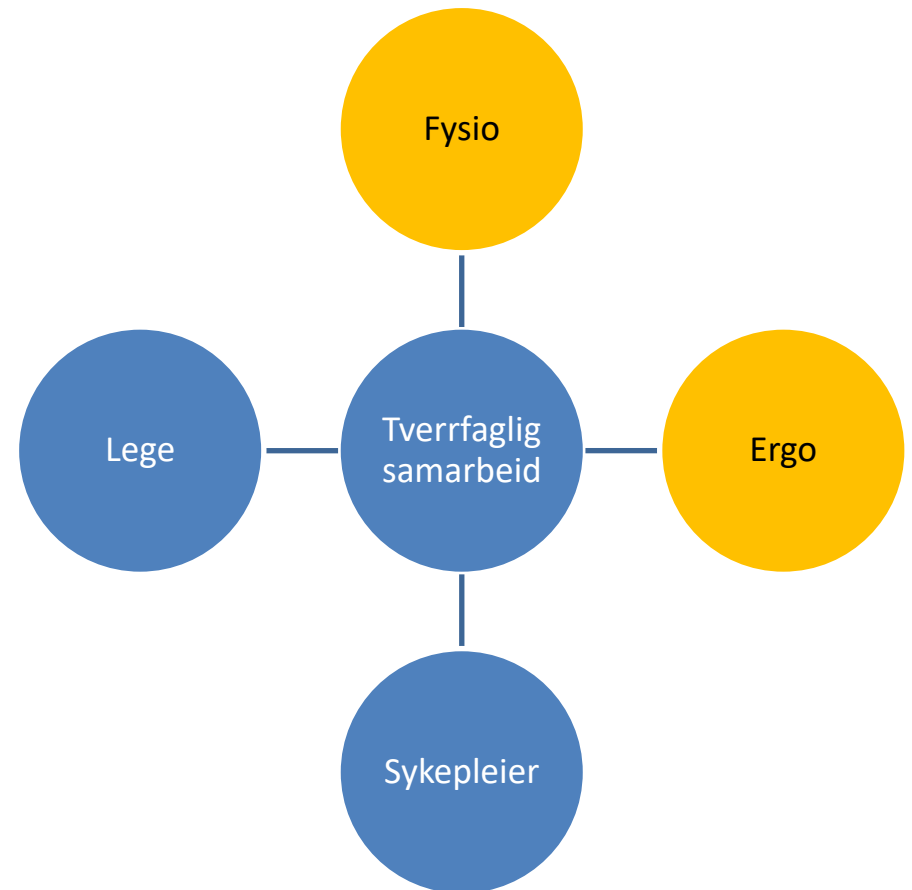 Fysio
Lege
Tverrfaglig
samarbeid
Ergo
Sykepleier